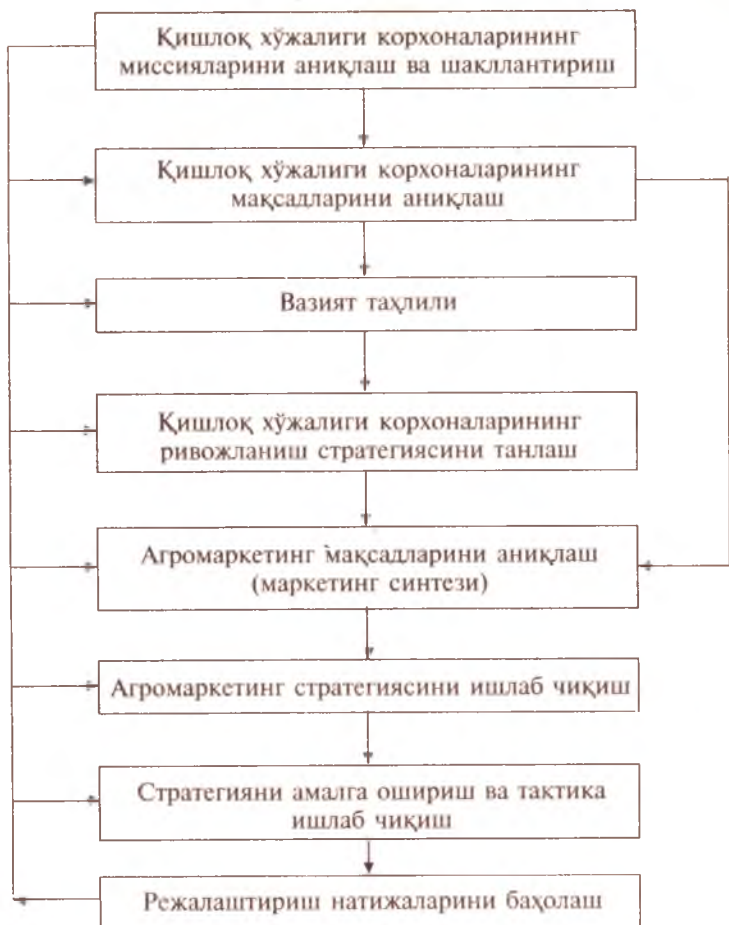 Қишлоқ хўжалиги корхоналарининг
миссияларини аниқлаш ва шакллантириш
Қишлоқ хўжалиги корхоналарининг
мақсадларини аниқлаш
Вазият таҳлили
Қишлоқ хўжалиги корхоналарининг
ривожланиш стратегиясини танлаш
Агромаркетинг мақсадларини аниқлаш
(маркетинг синтези)
Агромаркетинг стратегиясини ишлаб чиқиш
Стратегияни амалга ошириш ва тактика
ишлаб чиқиш
Режалаштириш натижаларини баҳолаш